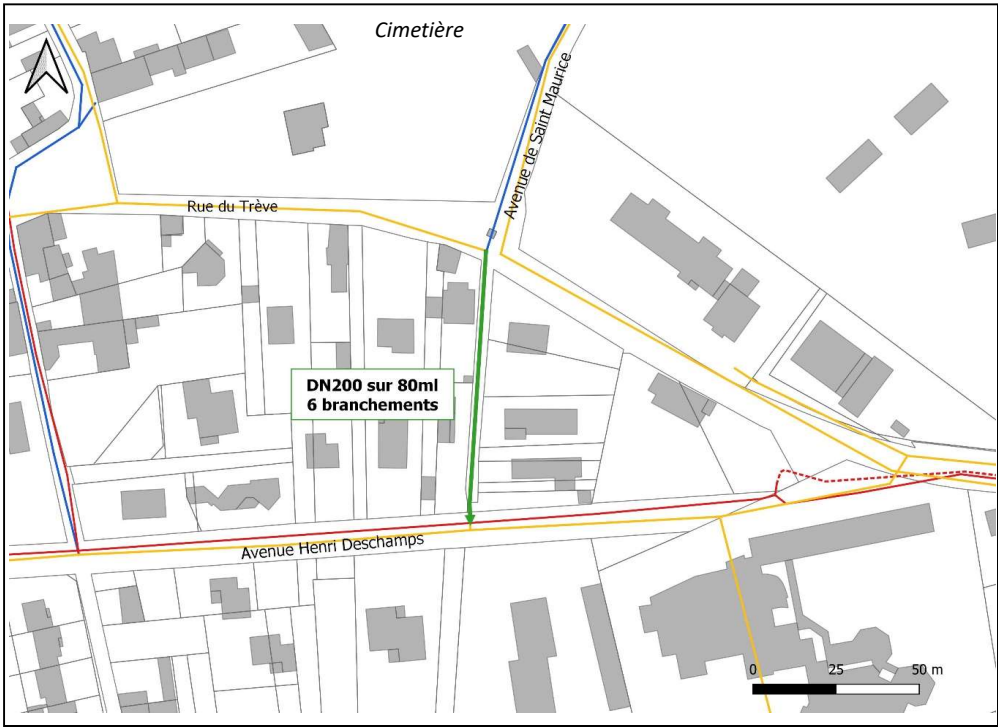 Cimetière
Avenue de Saint Maurice
Rue du Trève
DN200 sur 80ml
6 branchements
Avenue Henri Deschamps
0 25 50 m